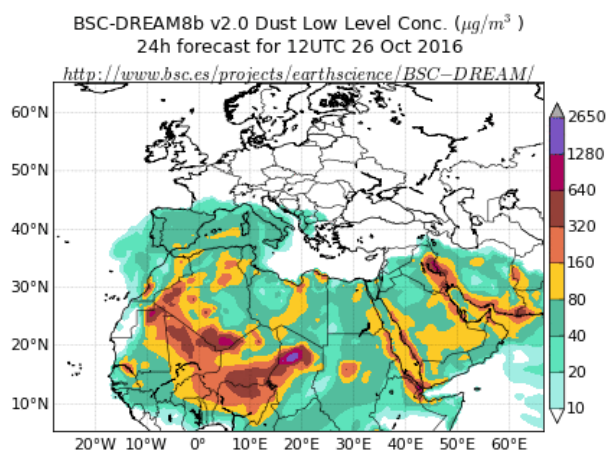 BSC-DREAM8b v2.0 Dust Low Level Conc. (μg/m³ )
24h forecast for 12UTC 26 Oct 2016
http://www.bsc.es/projects/earthscience/BSC−DREAM/
60°N
50°N
40°N
30°N
20°N
10°N
20°W 10°W 0° 10°E 20°E 30°E 40°E 50°E 60°E
2650
1280
640
320
160
80
40
20
10